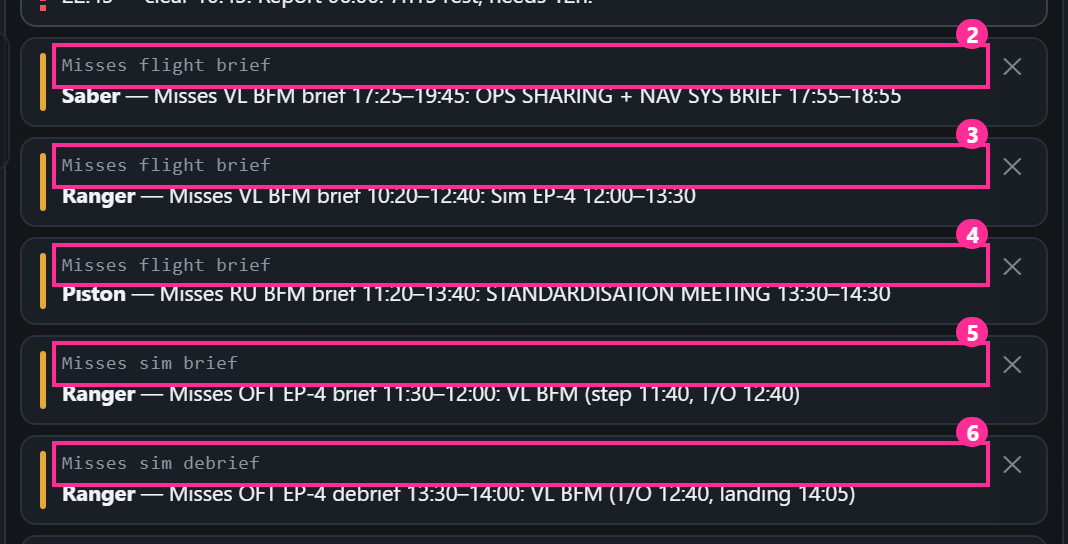 22:45 — clear 10:45. Report 06:00. 7h15 rest, needs 12h.
2
Misses flight brief
Saber — Misses VL BFM brief 17:25–19:45: OPS SHARING + NAV SYS BRIEF 17:55–18:55
3
Misses flight brief
Ranger — Misses VL BFM brief 10:20–12:40: Sim EP-4 12:00–13:30
4
Misses flight brief
Piston — Misses RU BFM brief 11:20–13:40: STANDARDISATION MEETING 13:30–14:30
5
Misses sim brief
Ranger — Misses OFT EP-4 brief 11:30–12:00: VL BFM (step 11:40, T/O 12:40)
6
Misses sim debrief
Ranger — Misses OFT EP-4 debrief 13:30–14:00: VL BFM (T/O 12:40, landing 14:05)